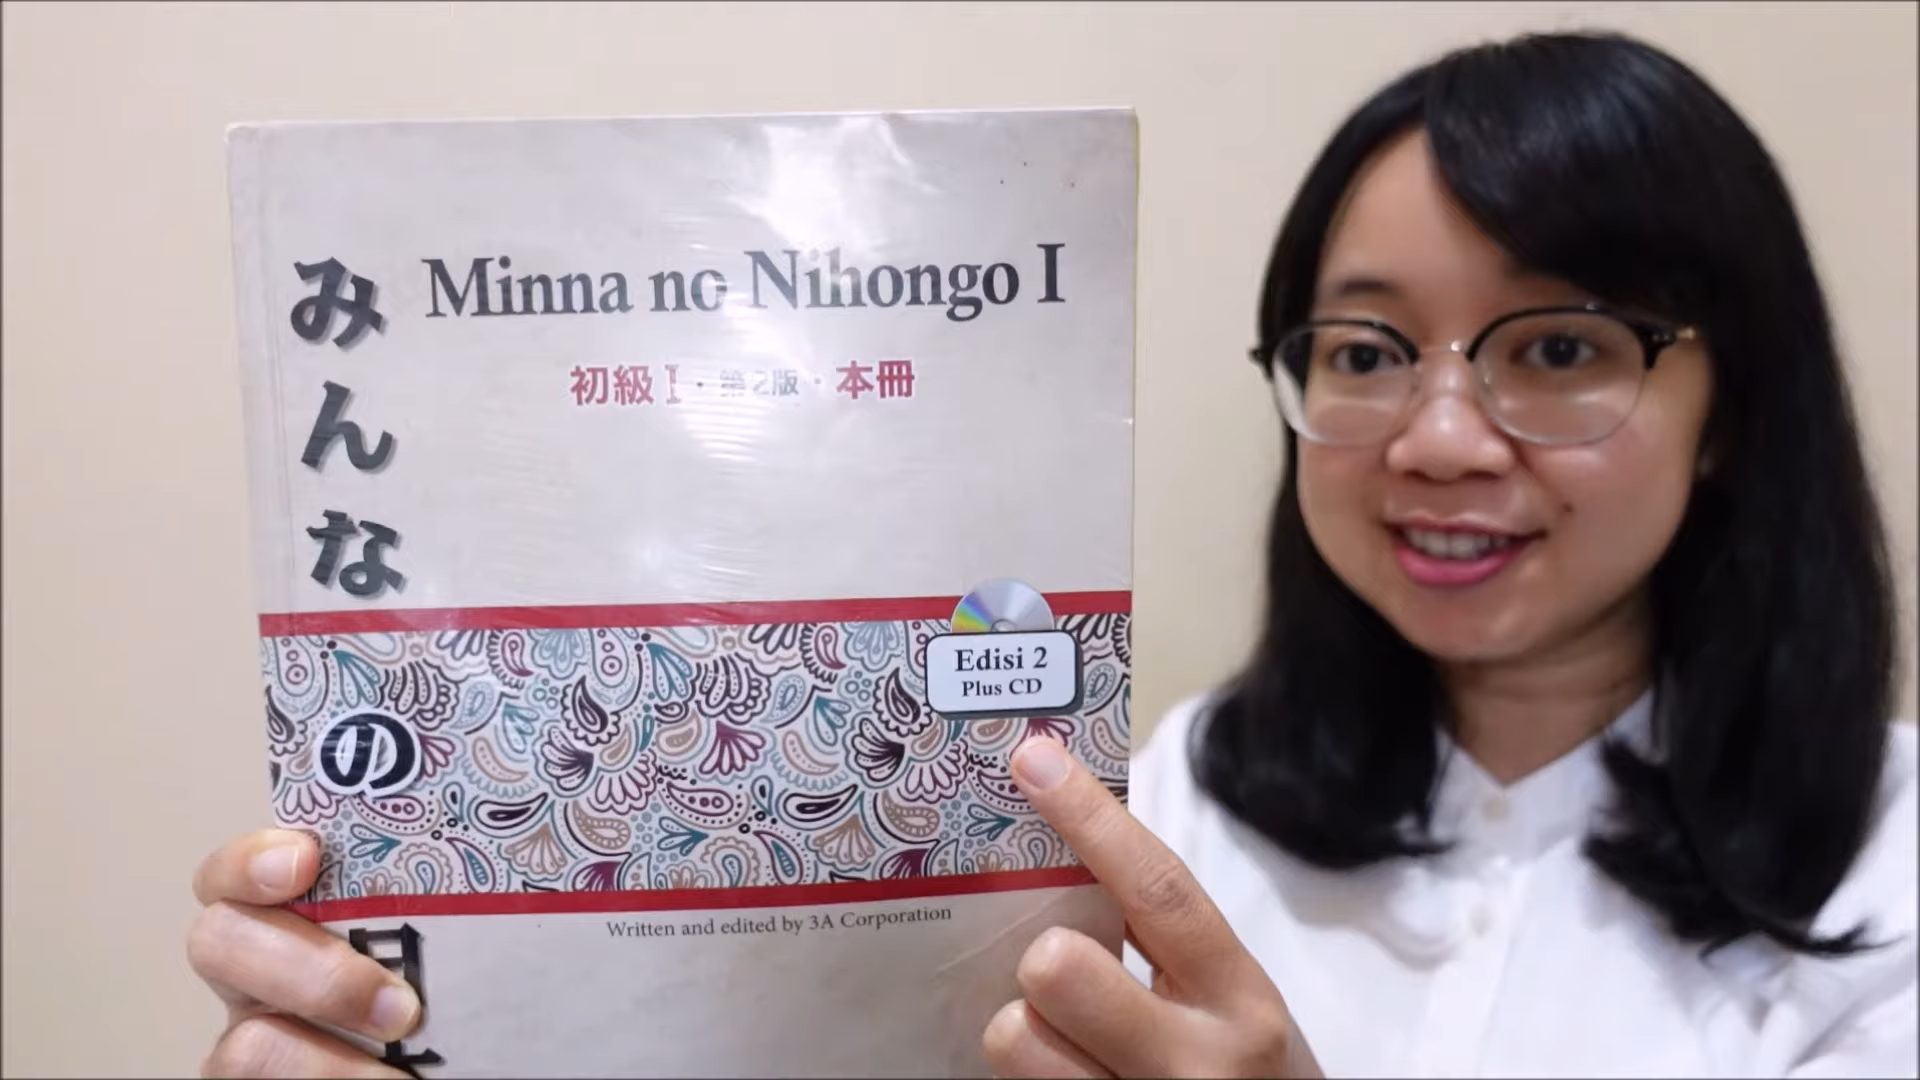 Minna no Nihongo I
初級 I・第2版・本冊
みんなの日
Edisi 2
Plus CD
Written and edited by 3A Corporation